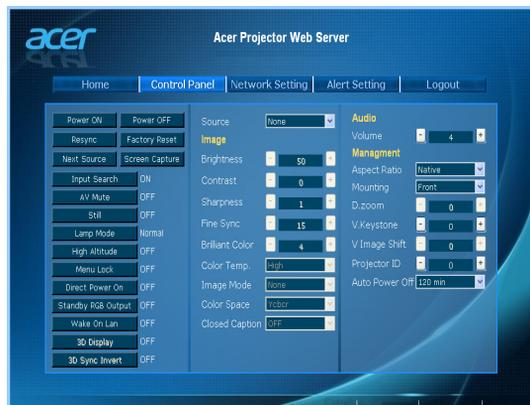 acer
Acer Projector Web Server
Home
Control Panel
Network Setting
Alert Setting
Logout
Power ON
Power OFF
Resync
Factory Reset
Next Source
Screen Capture
Input Search ON
AV Mute OFF
Still OFF
Lamp Mode Normal
High Altitude OFF
Menu Lock OFF
Direct Power On OFF
Standby RGB Output OFF
Wake On Lan OFF
3D Display OFF
3D Sync Invert OFF
Source None
Image
Brightness - 50 +
Contrast - 0 +
Sharpness - 1 +
Fine Sync - 15 +
Brilliant Color - 4 +
Color Temp. High
Image Mode None
Color Space Ycbcr
Closed Caption OFF
Audio
Volume - 4 +
Managment
Aspect Ratio Native
Mounting Front
D.zoom - 0 +
V.Keystone - 0 +
V Image Shift - 0 +
Projector ID - 0 +
Auto Power Off 120 min